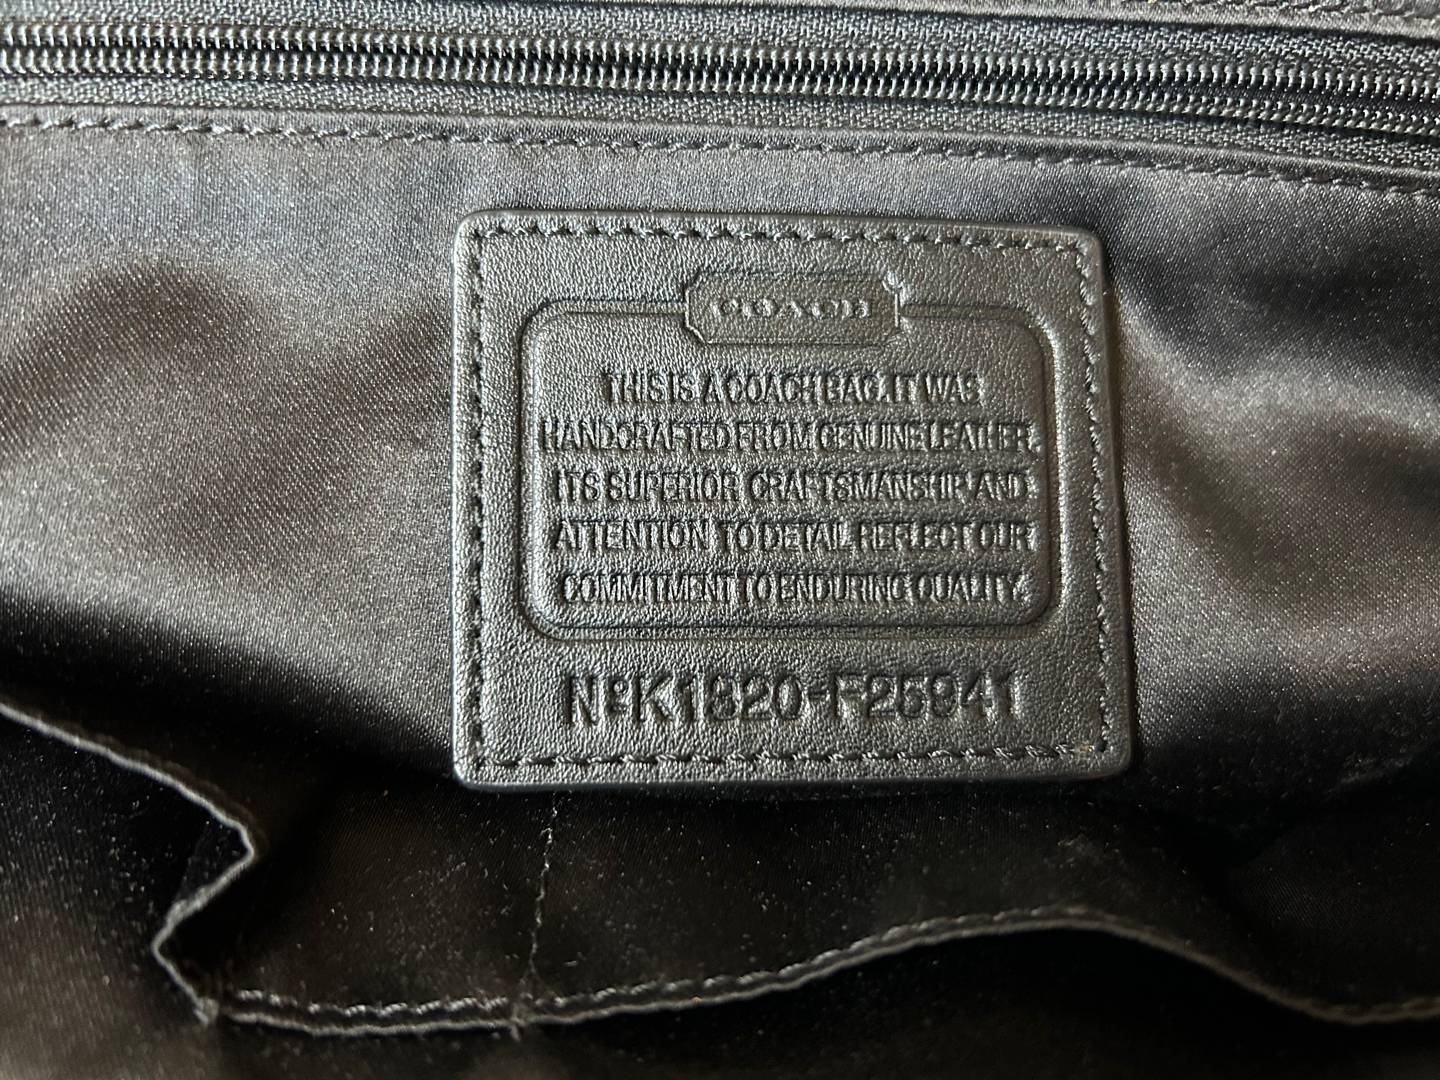 COACH
THIS IS A COACH BAG. IT WAS
HANDCRAFTED FROM GENUINE LEATHER.
ITS SUPERIOR CRAFTSMANSHIP AND
ATTENTION TO DETAIL REFLECT OUR
COMMITMENT TO ENDURING QUALITY.
Nº K1820-F25941